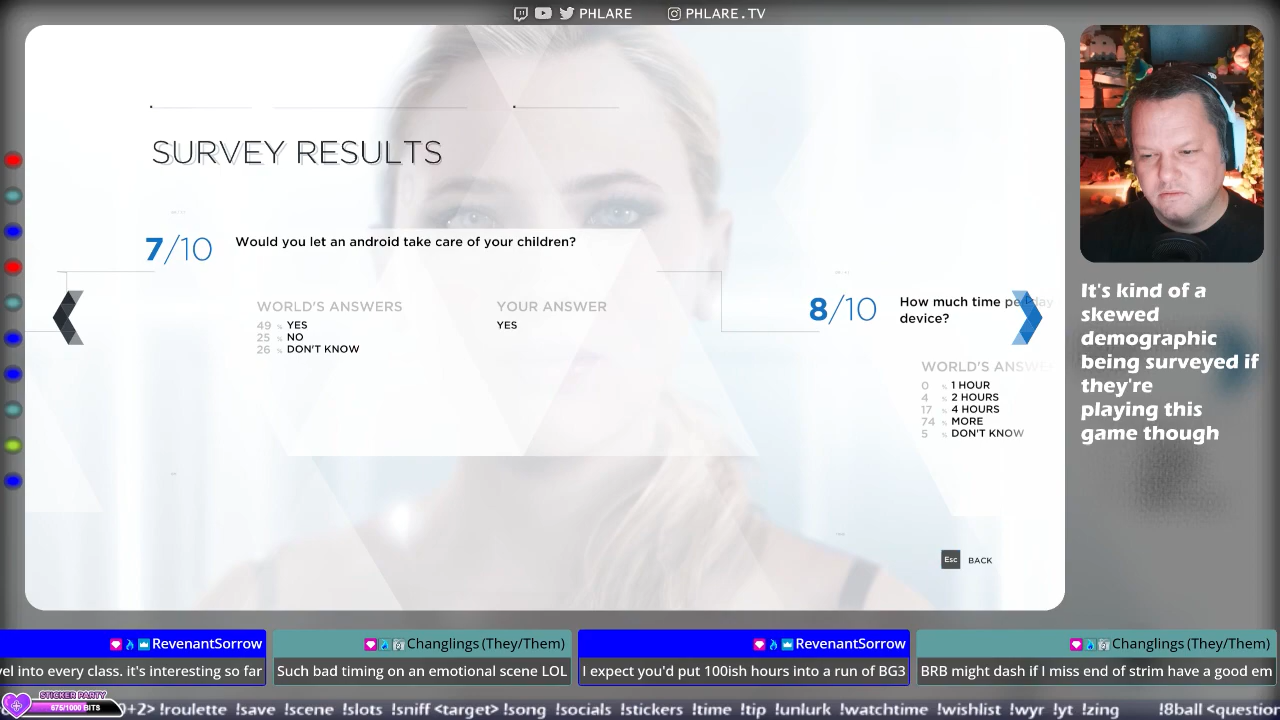 PHLARE PHLARE.TV
SURVEY RESULTS
7/10 Would you let an android take care of your children?
WORLD'S ANSWERS
49 % YES
25 % NO
26 % DON'T KNOW
YOUR ANSWER
YES
8/10 How much time per day
device?
WORLD'S ANSWE
0 % 1 HOUR
4 % 2 HOURS
17 % 4 HOURS
74 % MORE
5 % DON'T KNOW
Esc BACK
It's kind of a
skewed
demographic
being surveyed if
they're
playing this
game though
RevenantSorrow
vel into every class. it's interesting so far
Changlings (They/Them)
Such bad timing on an emotional scene LOL
RevenantSorrow
I expect you'd put 100ish hours into a run of BG3
Changlings (They/Them)
BRB might dash if I miss end of strim have a good em
STICKER PARTY
675/1000 BITS
0+2> !roulette !save !scene !slots !sniff <target> !song !socials !stickers !time !tip !unlurk !watchtime !wishlist !wyr !yt !zing !8ball <question